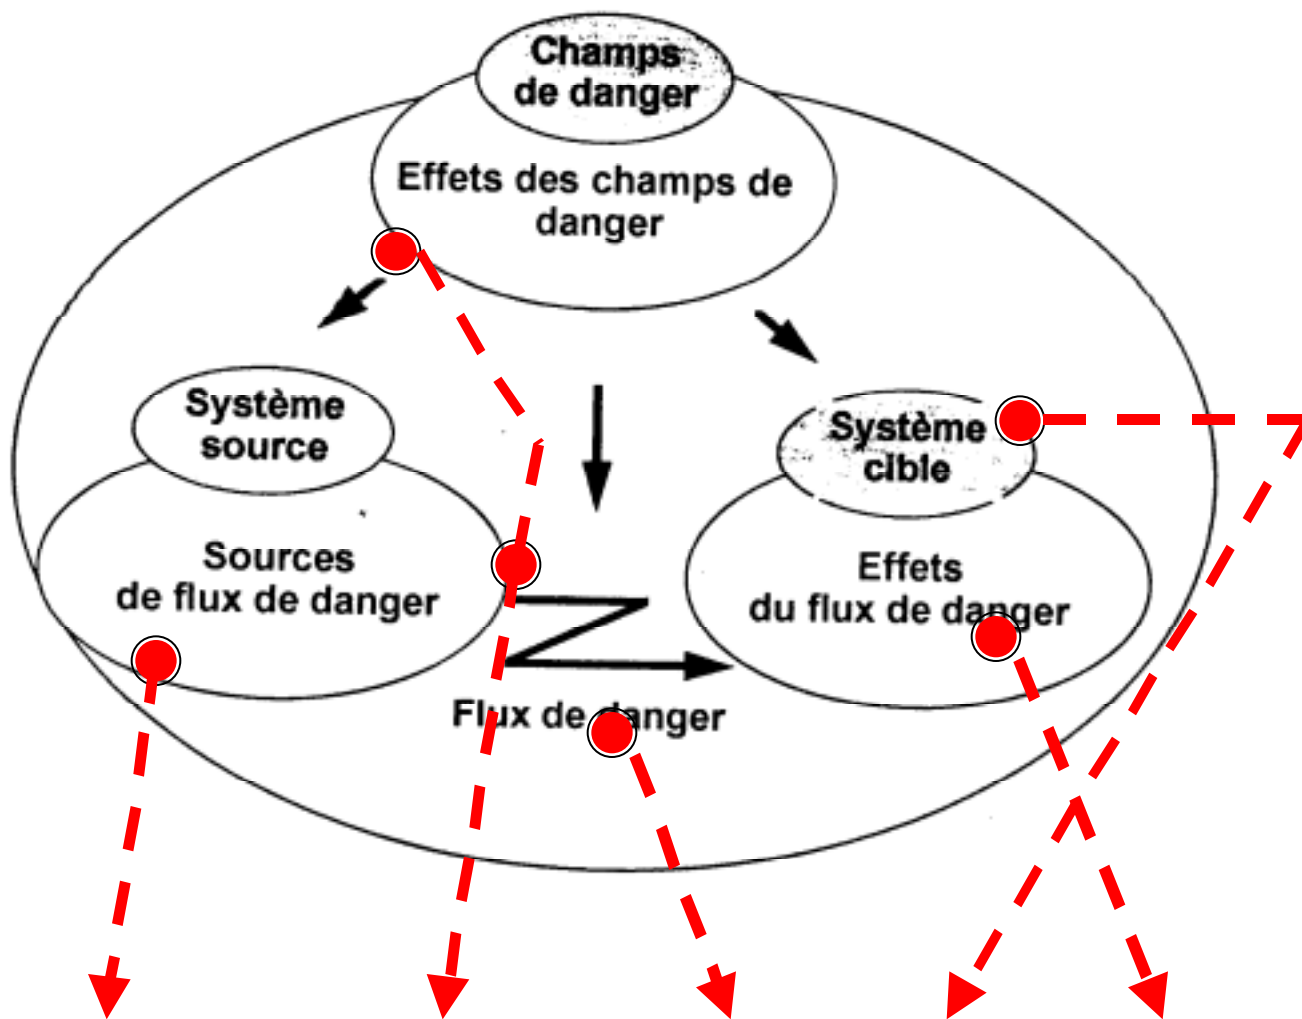 Champs
de danger
Effets des champs de
danger
Système
source
Système
cible
Sources
de flux de danger
Effets
du flux de danger
Flux de danger